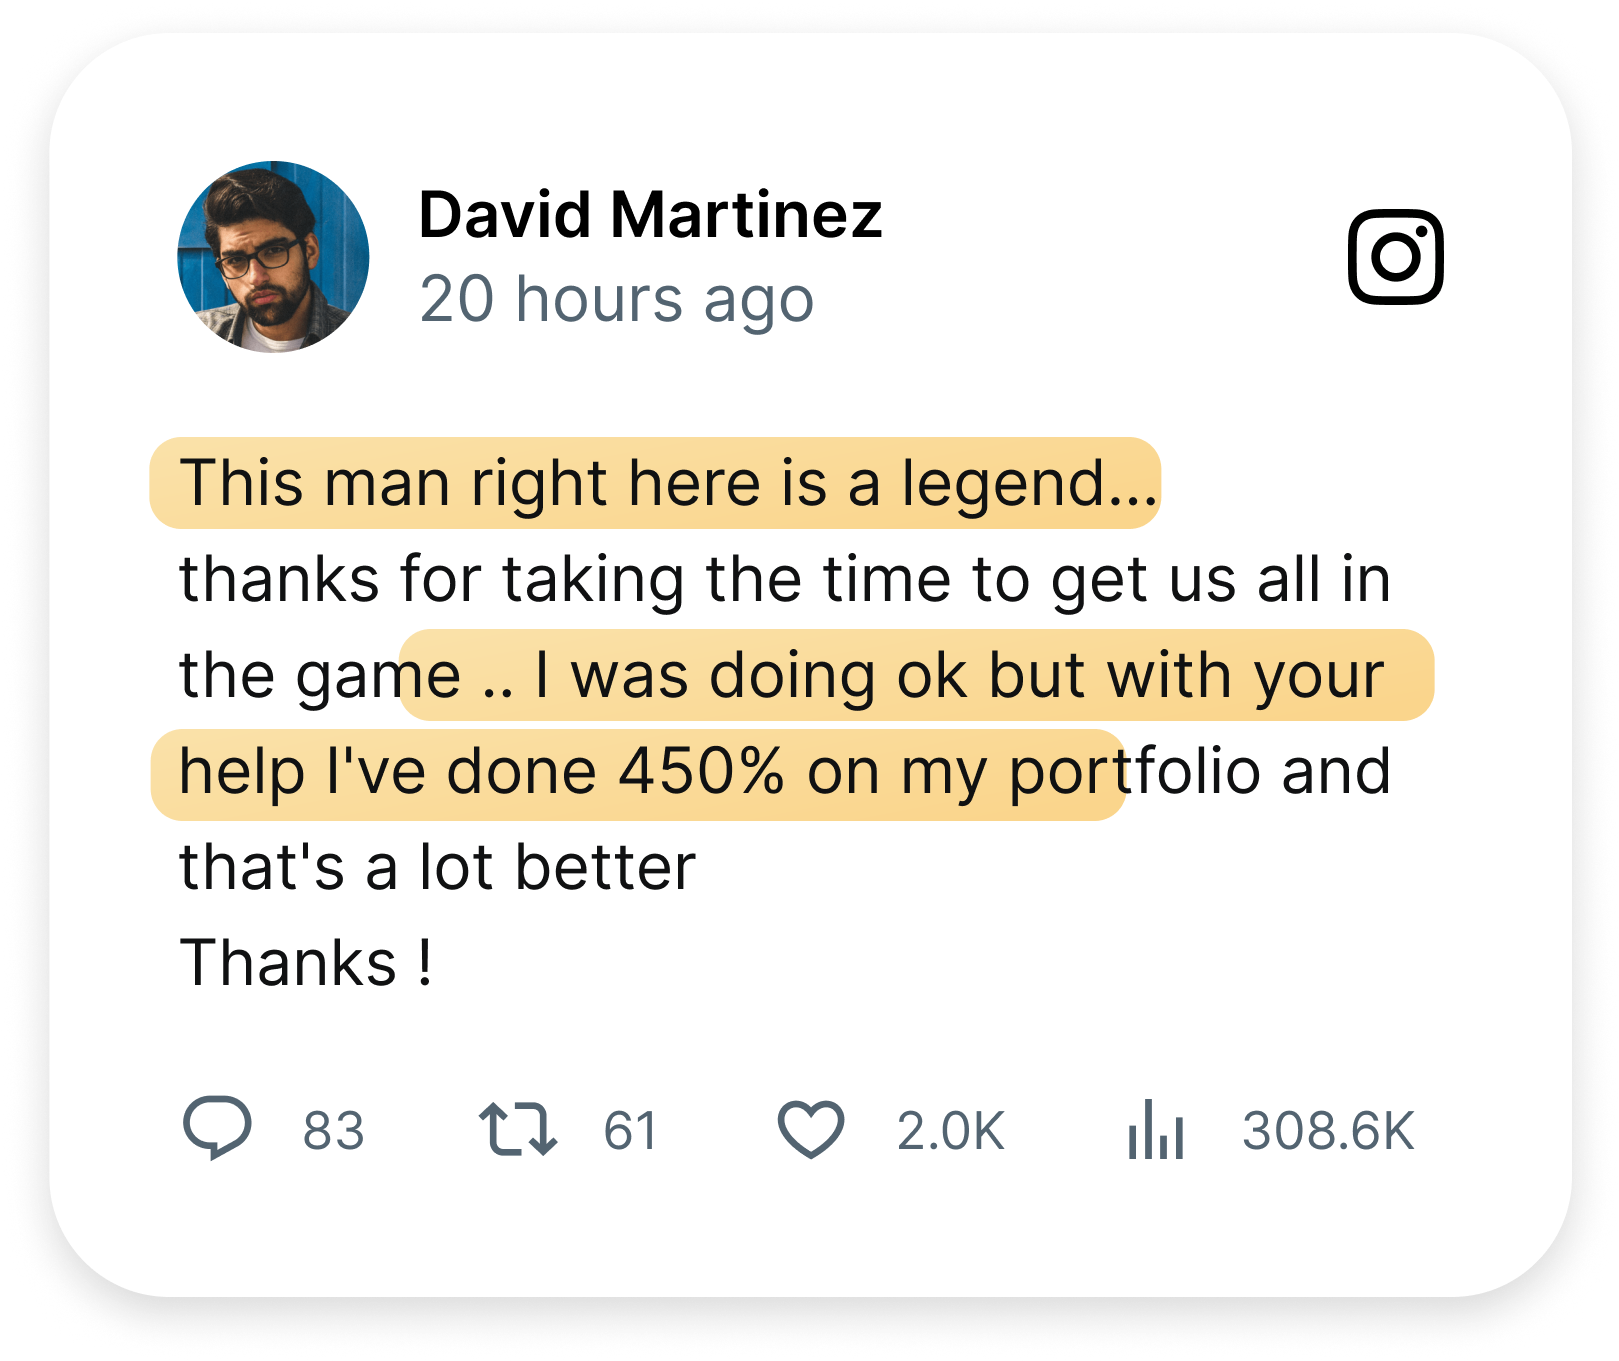 David Martinez
20 hours ago
This man right here is a legend...
thanks for taking the time to get us all in
the game .. I was doing ok but with your
help I've done 450% on my portfolio and
that's a lot better
Thanks !
83 61 2.0K 308.6K